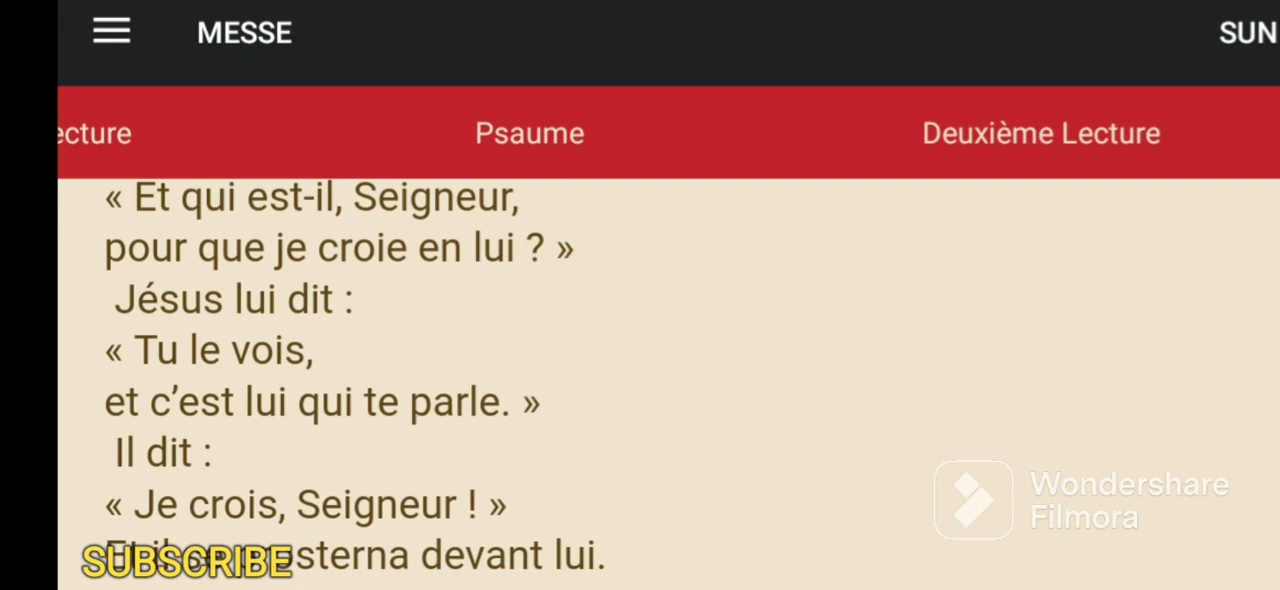 MESSE
SUN
ecture
Psaume
Deuxième Lecture
« Et qui est-il, Seigneur,
pour que je croie en lui ? »
Jésus lui dit :
« Tu le vois,
et c’est lui qui te parle. »
Il dit :
« Je crois, Seigneur ! »
Wondershare
Filmora
sterna devant lui.
SUBSCRIBE